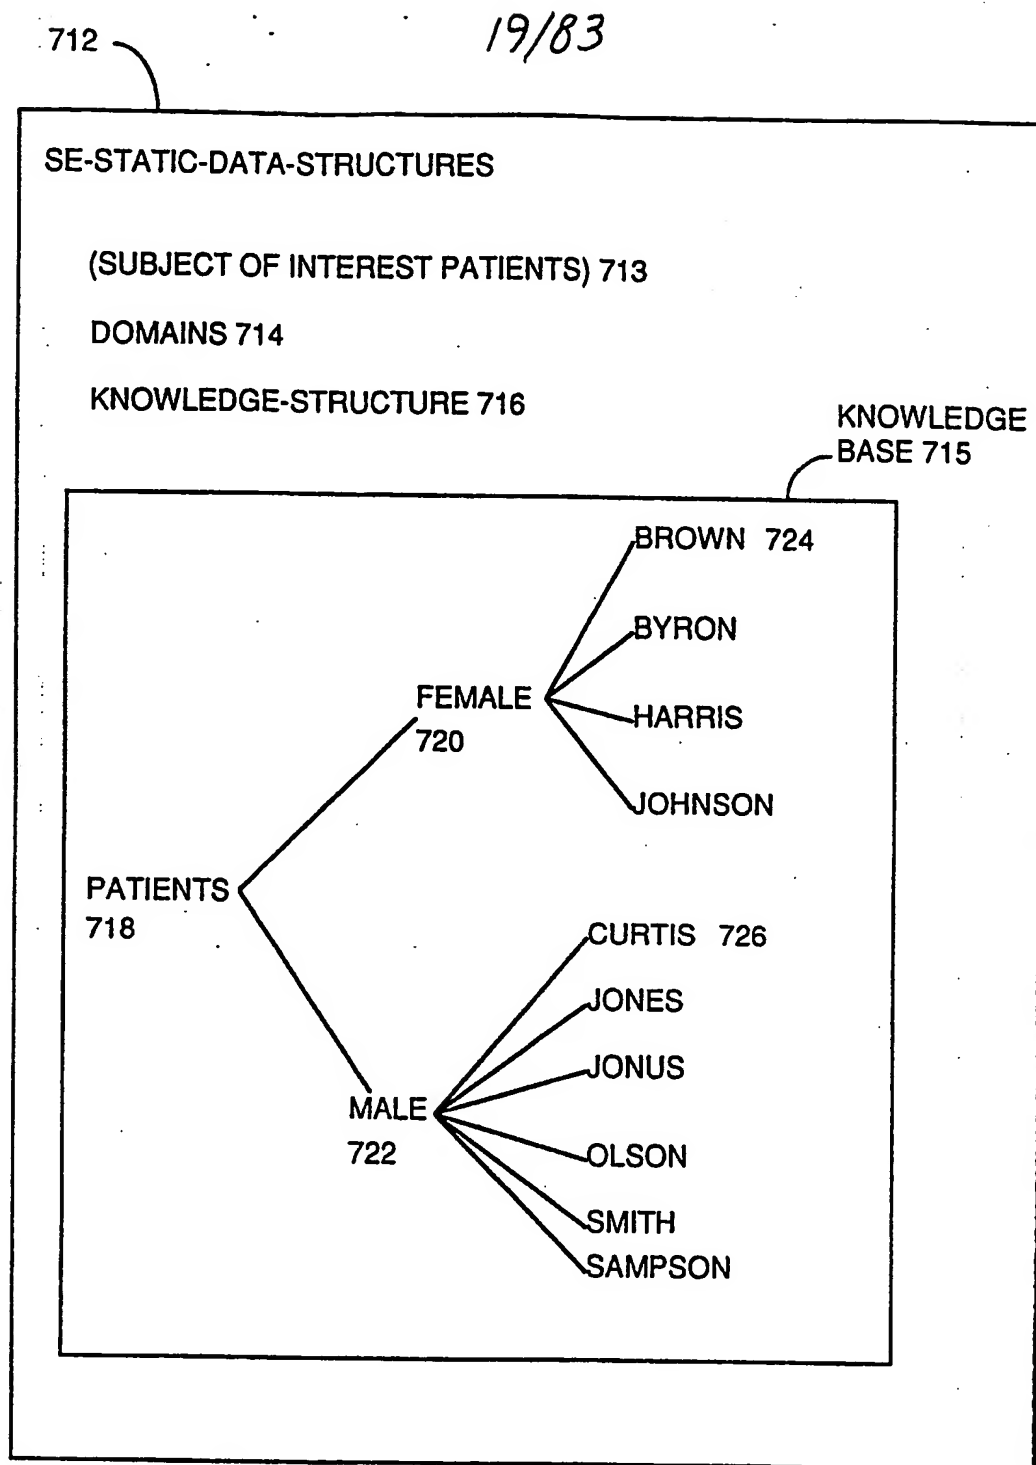 19/83
712
SE-STATIC-DATA-STRUCTURES
(SUBJECT OF INTEREST PATIENTS) 713
DOMAINS 714
KNOWLEDGE-STRUCTURE 716
KNOWLEDGE
BASE 715
BROWN 724
BYRON
FEMALE
720
HARRIS
JOHNSON
PATIENTS
718
CURTIS 726
JONES
JONUS
MALE
722
OLSON
SMITH
SAMPSON